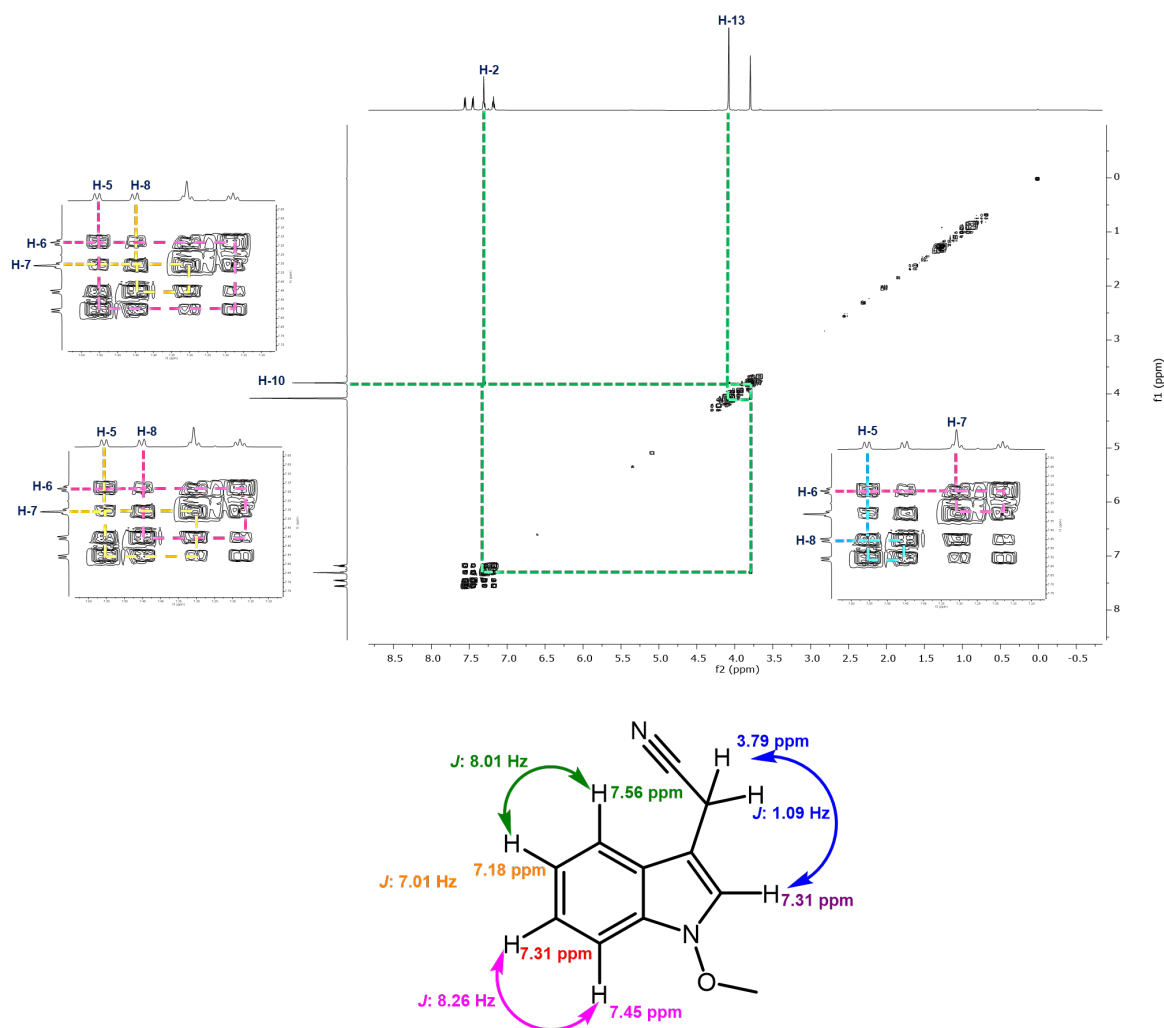 H-13
H-2
H-5 H-8
H-6
H-7
H-10
H-5 H-8
H-6
H-7
H-7
H-5
H-6
H-8
0
1
2
3
4
5
6
7
8
f1 (ppm)
8.5 8.0 7.5 7.0 6.5 6.0 5.5 5.0 4.5 4.0 3.5 3.0 2.5 2.0 1.5 1.0 0.5 0.0 -0.5
f2 (ppm)
N
3.79 ppm
J: 8.01 Hz
H
H 7.56 ppm
H
J: 1.09 Hz
H
7.18 ppm
J: 7.01 Hz
H
7.31 ppm
N
H
7.31 ppm
O
J: 8.26 Hz
H
7.45 ppm